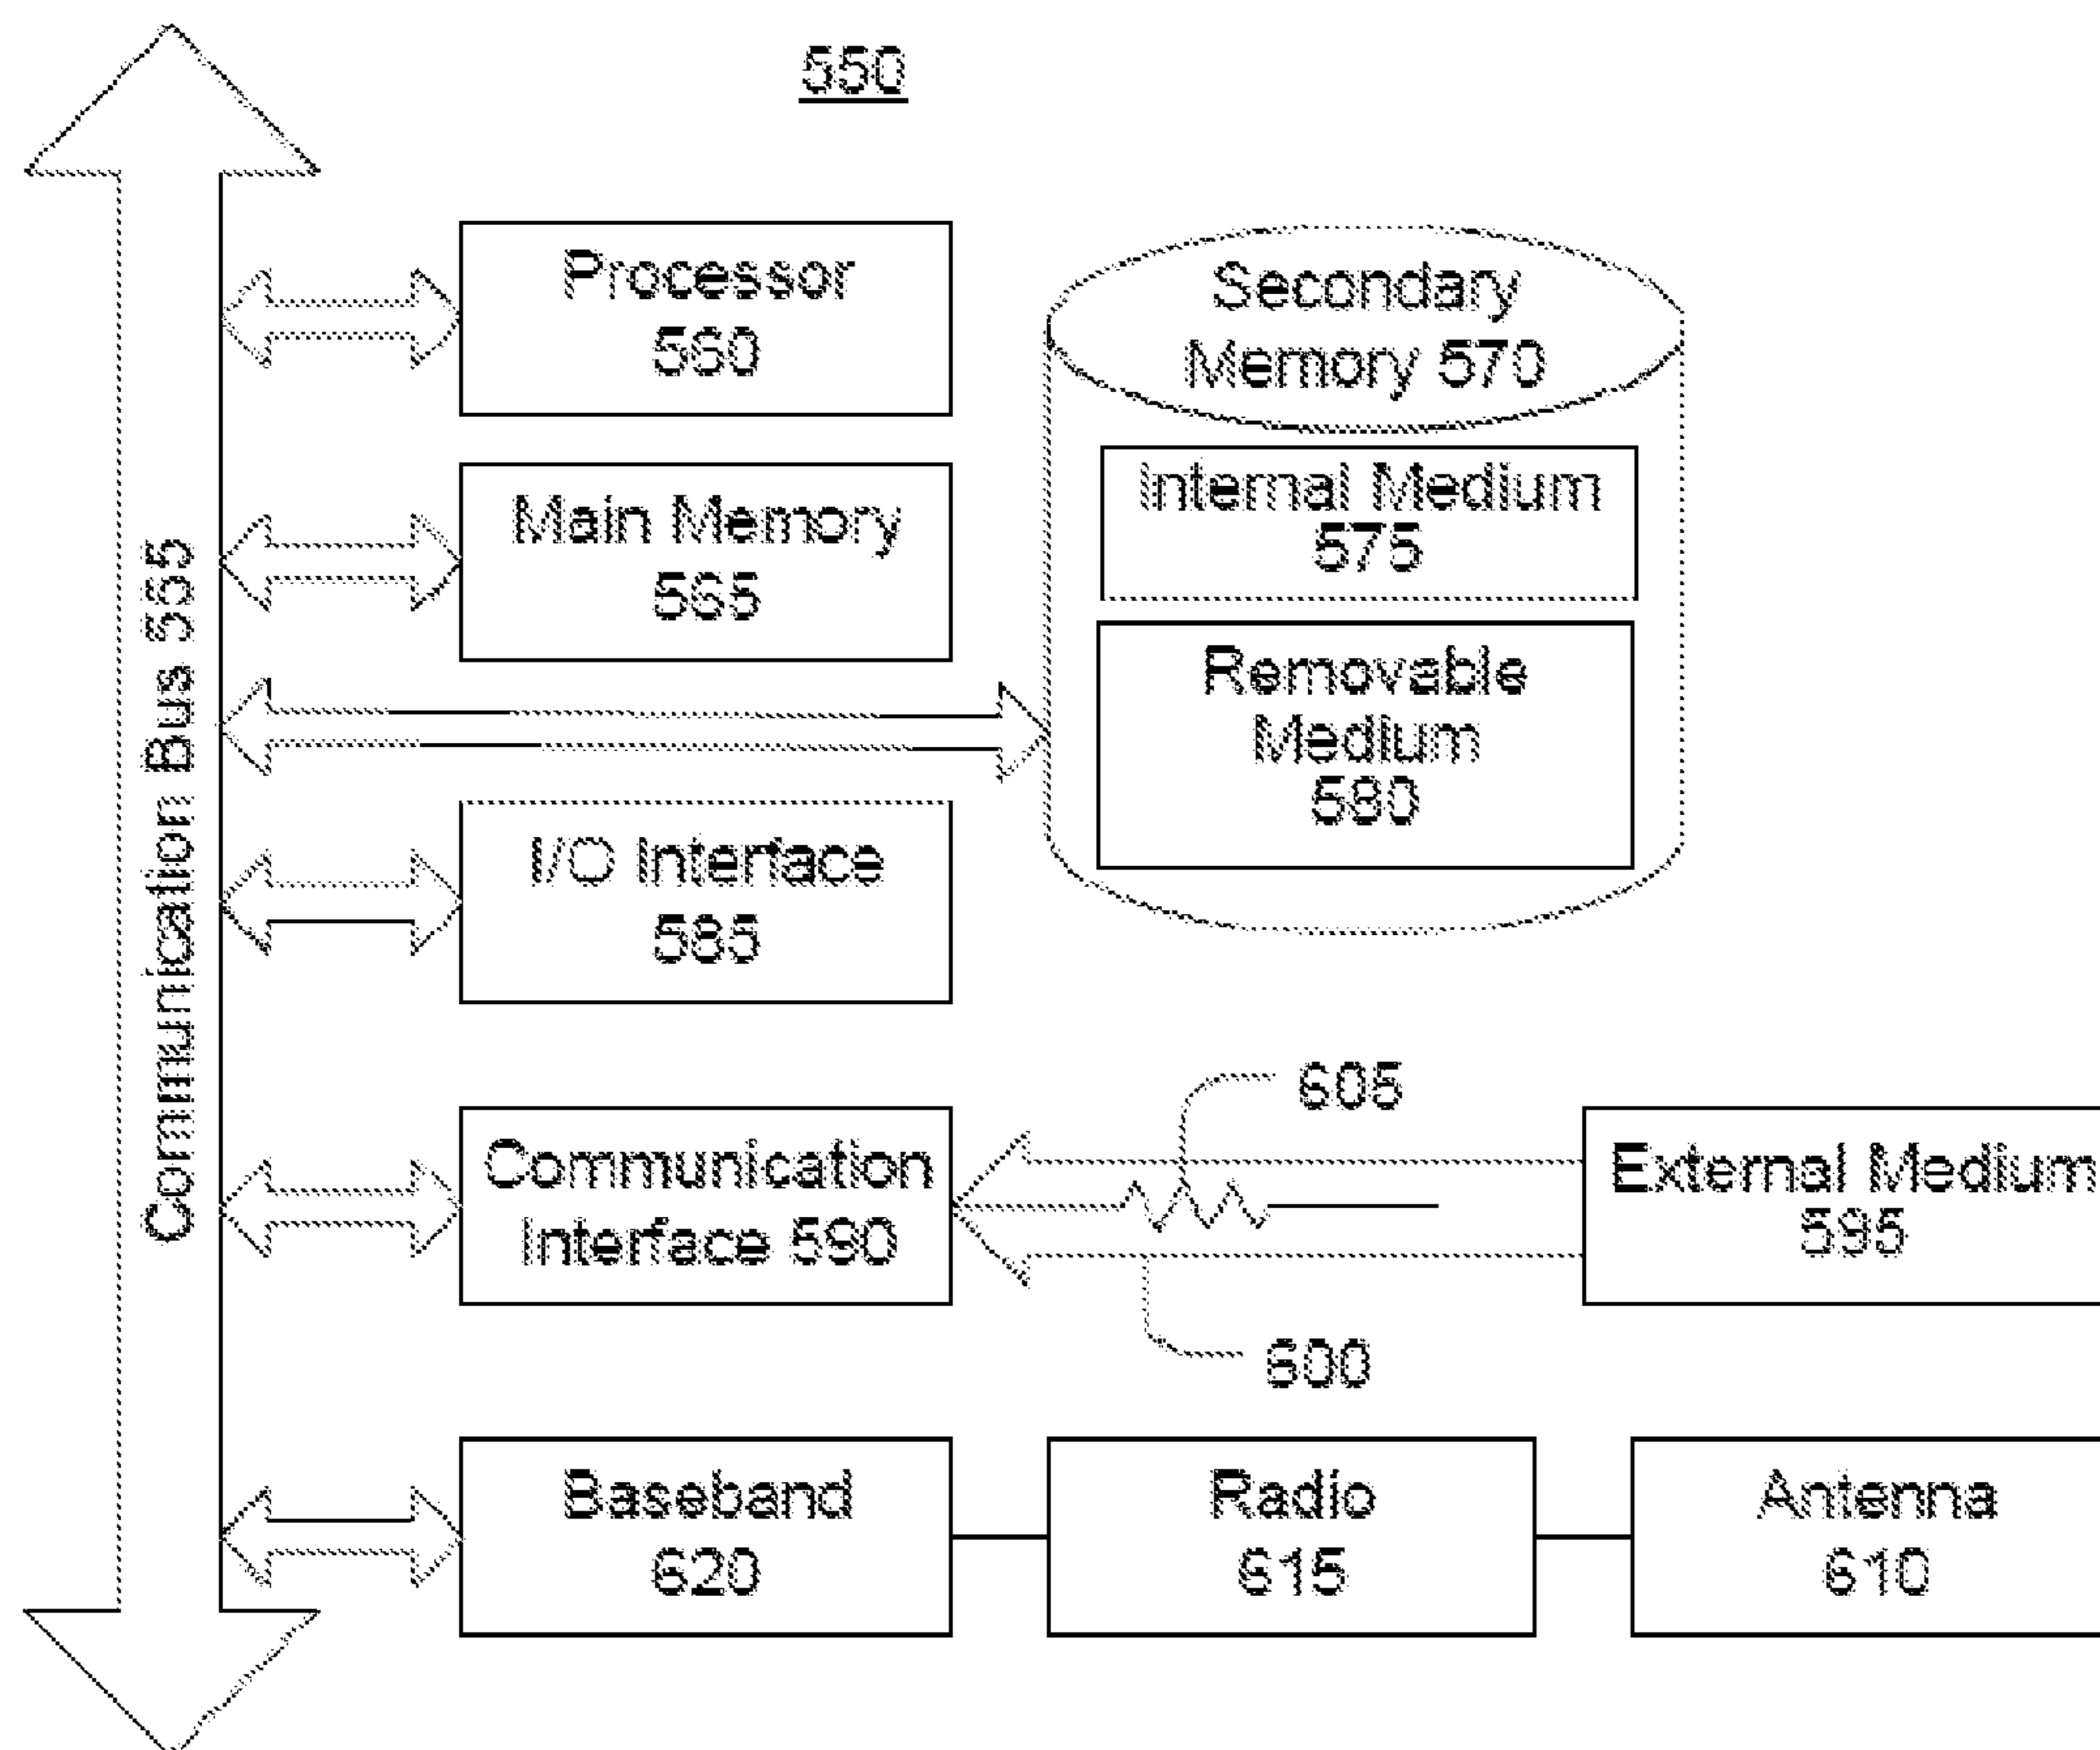 550
Communication Bus 555
Processor
560
Main Memory
565
Secondary
Memory 570
Internal Medium
575
Removable
Medium
580
I/O Interface
585
Communication
Interface 590
605
600
External Medium
595
Baseband
620
Radio
615
Antenna
610